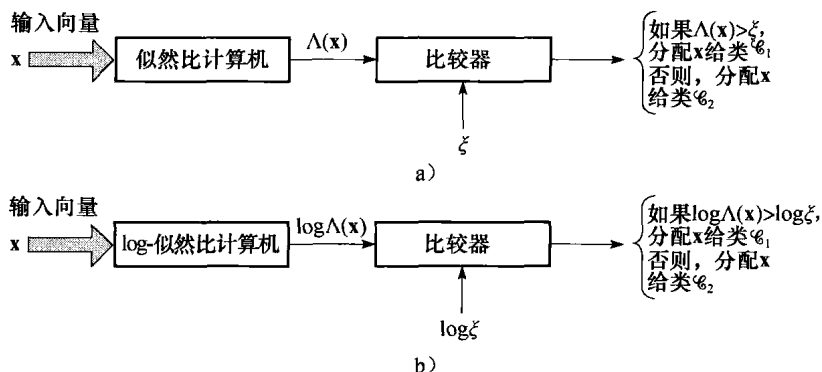 输入向量
x
似然比计算机
Λ(x)
比较器
ξ
如果Λ(x)>ξ,
分配x给类𝒞₁
否则，分配x
给类𝒞₂
a）
输入向量
x
log-似然比计算机
logΛ(x)
比较器
logξ
如果logΛ(x)>logξ,
分配x给类𝒞₁
否则，分配x
给类𝒞₂
b）